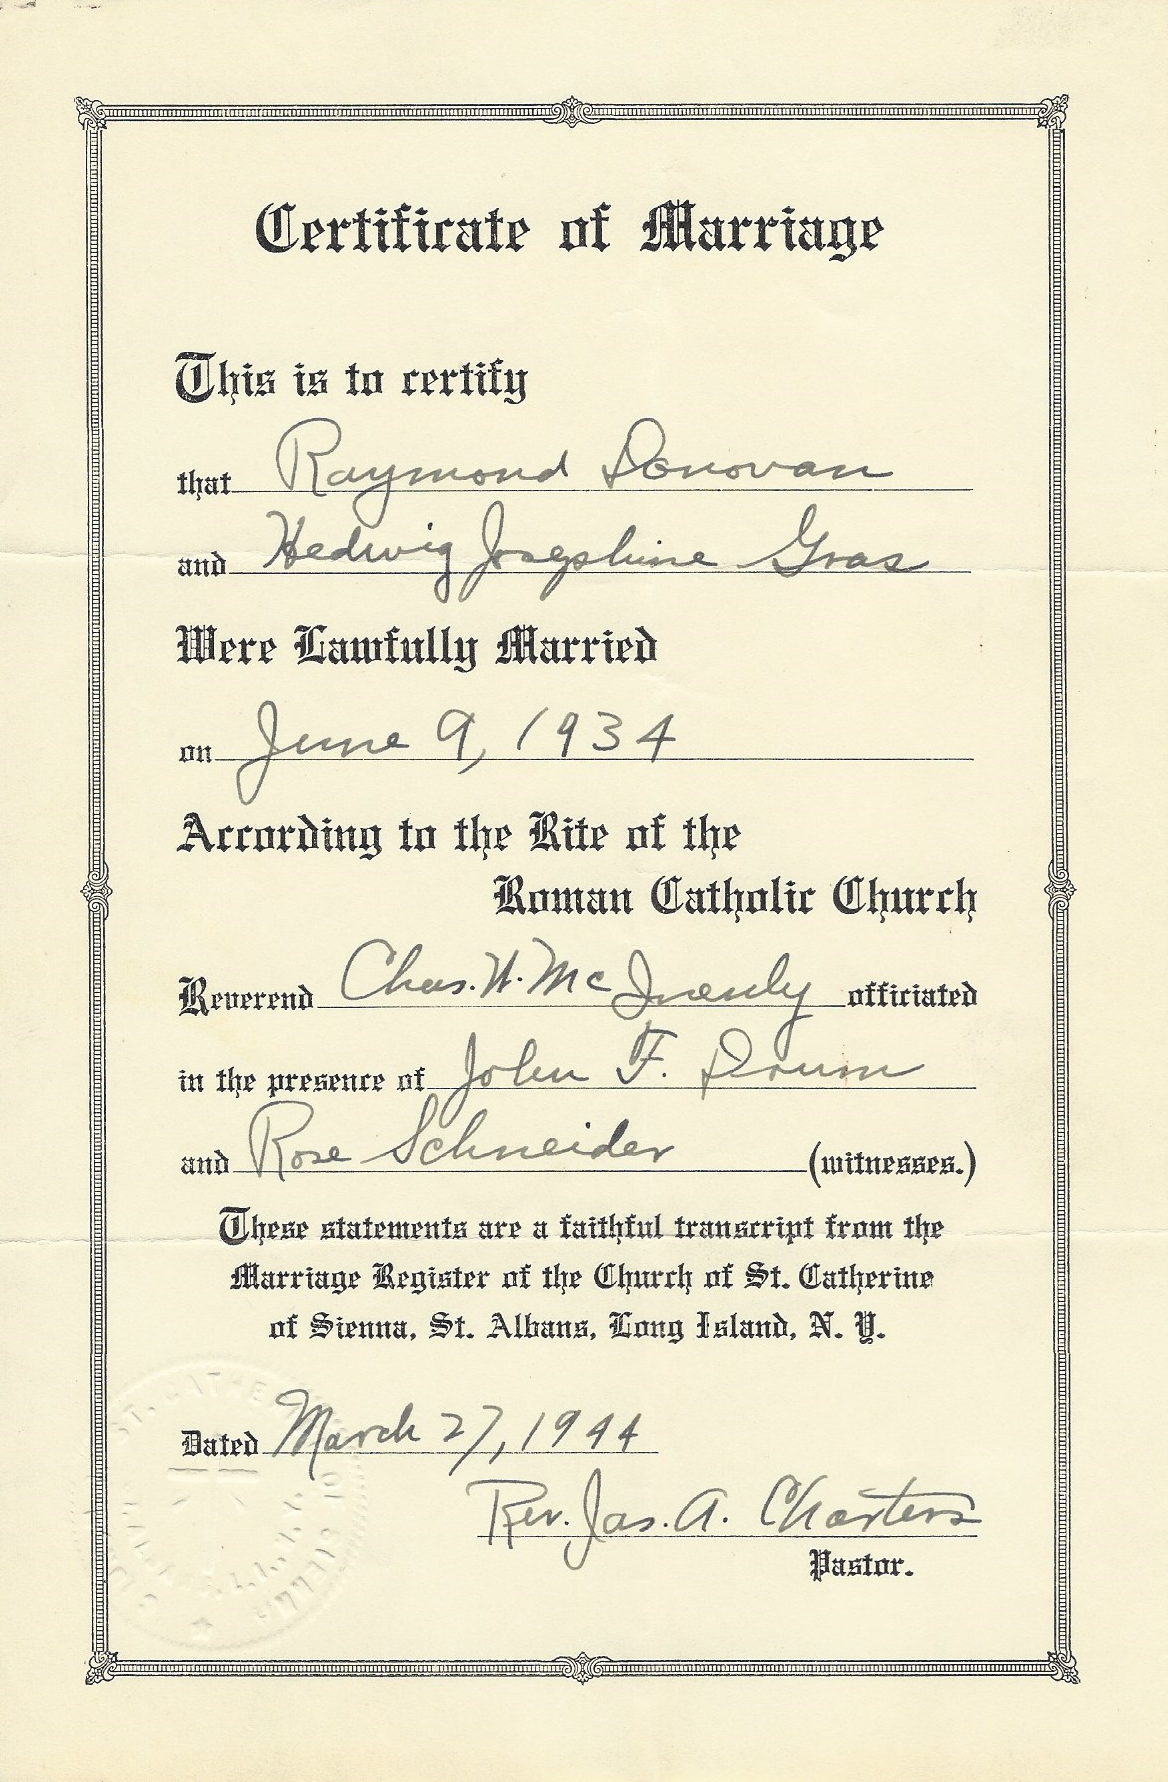 Certificate of Marriage
This is to certify
that Raymond Donovan
and Hedwig Josephine Gras
Were Lawfully Married
on June 9, 1934
According to the Rite of the
Roman Catholic Church
Reverend Chas. W. Mc officiated
in the presence of John F. Drum
and Rose Schneider (witnesses.)
These statements are a faithful transcript from the
Marriage Register of the Church of St. Catherine
of Sienna, St. Albans, Long Island, N. Y.
Dated March 27, 1944
Rev. Jas. A. Charters
Pastor.